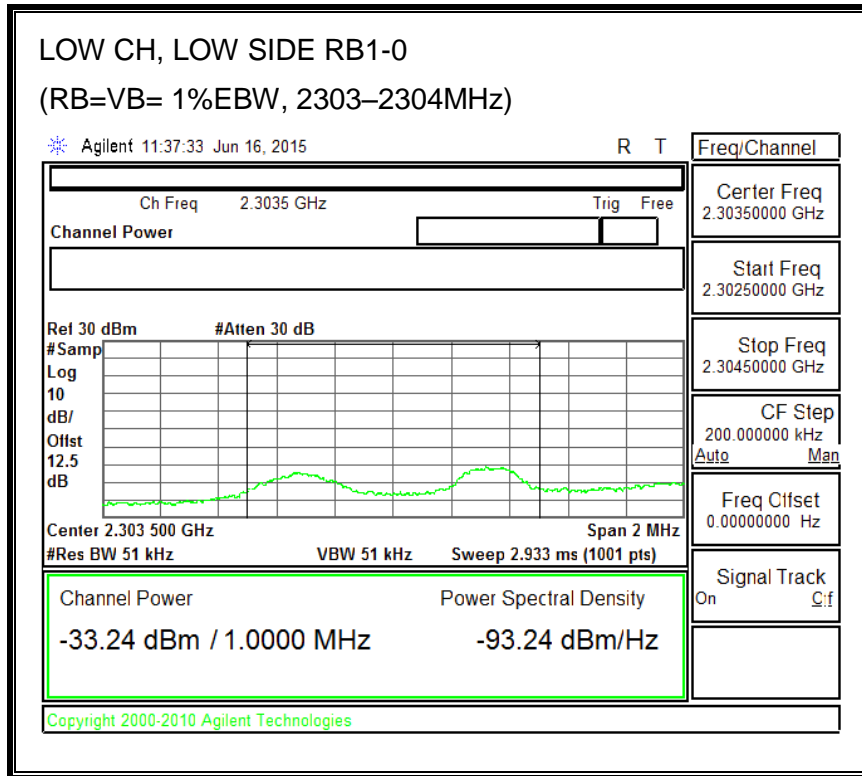 LOW CH, LOW SIDE RB1-0
(RB=VB= 1%EBW, 2303–2304MHz)
Agilent 11:37:33 Jun 16, 2015 R T
Freq/Channel
Ch Freq 2.3035 GHz Trig Free
Channel Power
Center Freq
2.30350000 GHz
Start Freq
2.30250000 GHz
Ref 30 dBm #Atten 30 dB
#Samp
Log
10
dB/
Offst
12.5
dB
Stop Freq
2.30450000 GHz
CF Step
200.000000 kHz
Auto Man
Freq Offset
0.00000000 Hz
Center 2.303 500 GHz Span 2 MHz
#Res BW 51 kHz VBW 51 kHz Sweep 2.933 ms (1001 pts)
Signal Track
On Off
Channel Power Power Spectral Density
-33.24 dBm / 1.0000 MHz -93.24 dBm/Hz
Copyright 2000-2010 Agilent Technologies